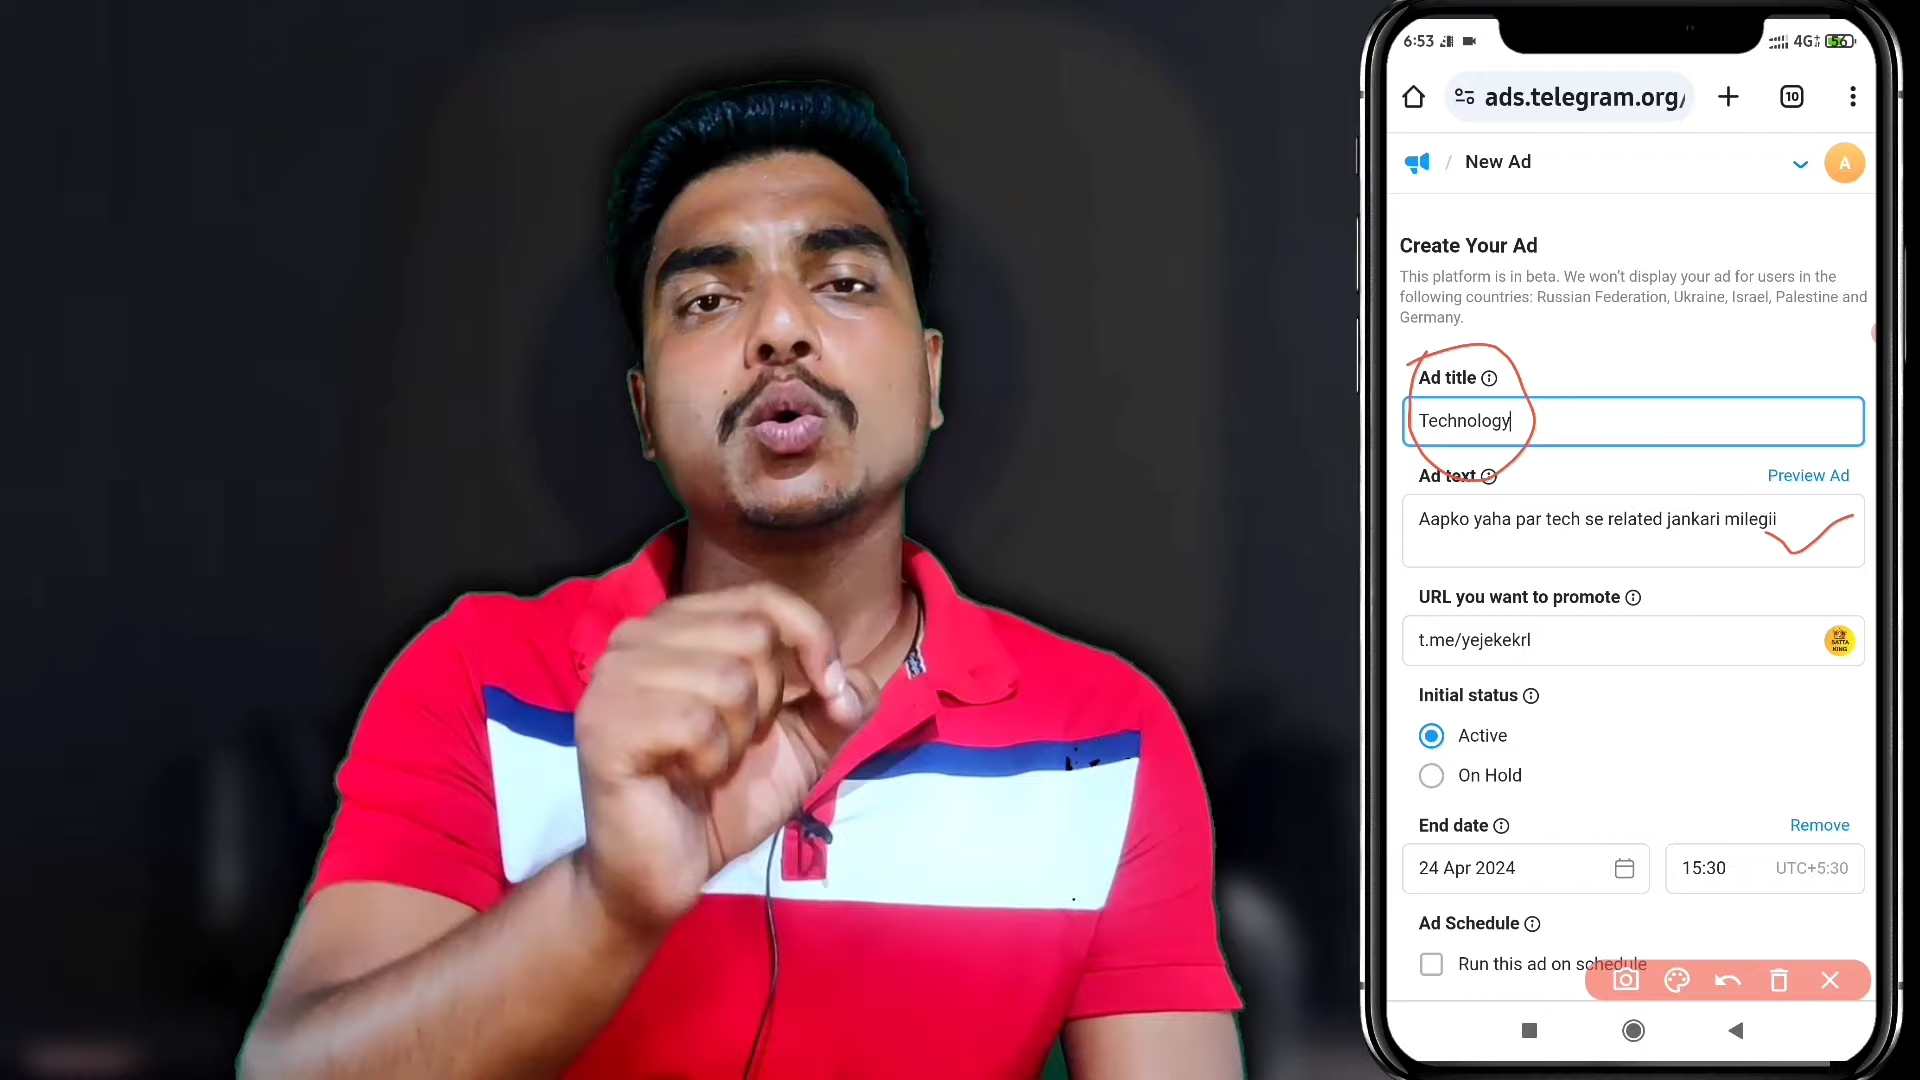 6:53 4G+ 56
ads.telegram.org/ 10
/ New Ad A
Create Your Ad
This platform is in beta. We won't display your ad for users in the
following countries: Russian Federation, Ukraine, Israel, Palestine and
Germany.
Ad title
Technology
Ad text Preview Ad
Aapko yaha par tech se related jankari milegii
URL you want to promote
t.me/yejekekrl SATTA KING
Initial status
Active
On Hold
End date Remove
24 Apr 2024 15:30 UTC+5:30
Ad Schedule
Run this ad on schedule